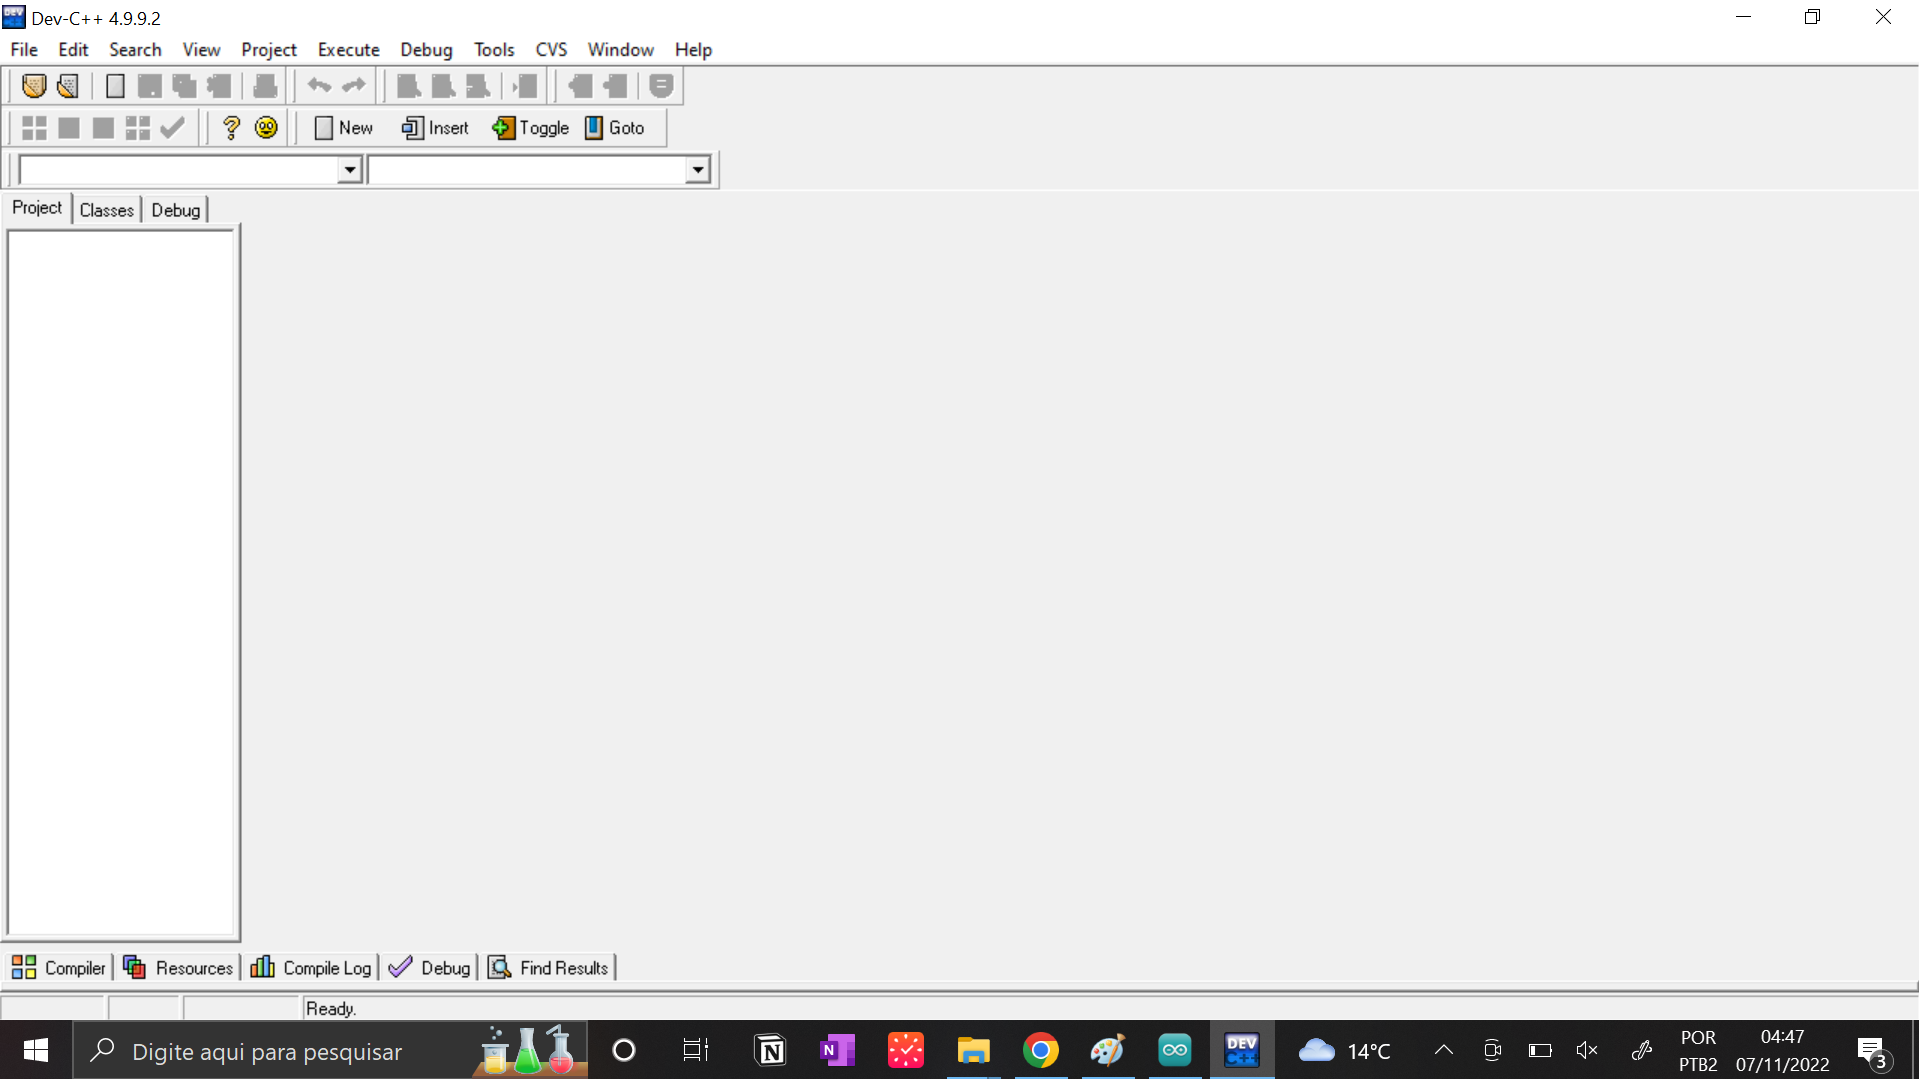 Dev-C++ 4.9.9.2
File Edit Search View Project Execute Debug Tools CVS Window Help
New Insert Toggle Goto
Project Classes Debug
Compiler Resources Compile Log Debug Find Results
Ready.
Digite aqui para pesquisar
N
N
DEV
C++
14°C
POR
PTB2
04:47
07/11/2022
3